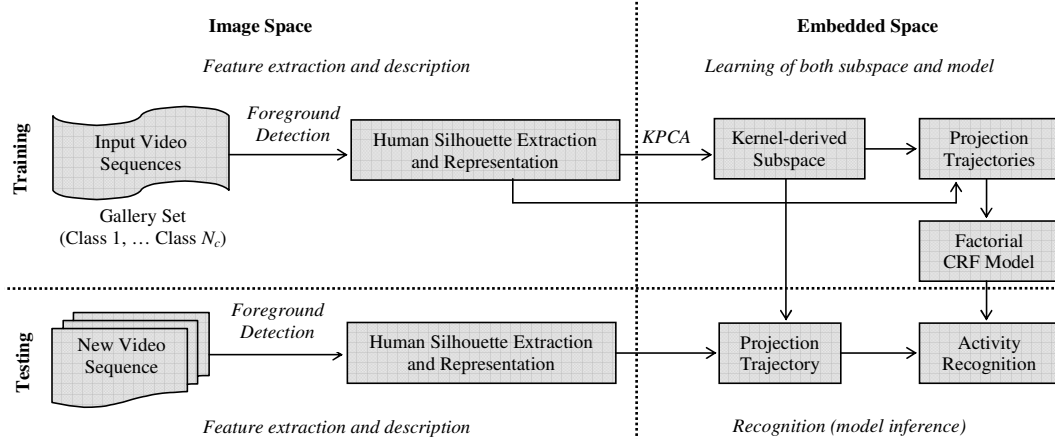 Image Space
Embedded Space
Feature extraction and description
Learning of both subspace and model
Training
Input Video
Sequences
Foreground
Detection
Human Silhouette Extraction
and Representation
KPCA
Kernel-derived
Subspace
Projection
Trajectories
Gallery Set
(Class 1, … Class Nc)
Factorial
CRF Model
Testing
New Video
Sequence
Foreground
Detection
Human Silhouette Extraction
and Representation
Projection
Trajectory
Activity
Recognition
Feature extraction and description
Recognition (model inference)